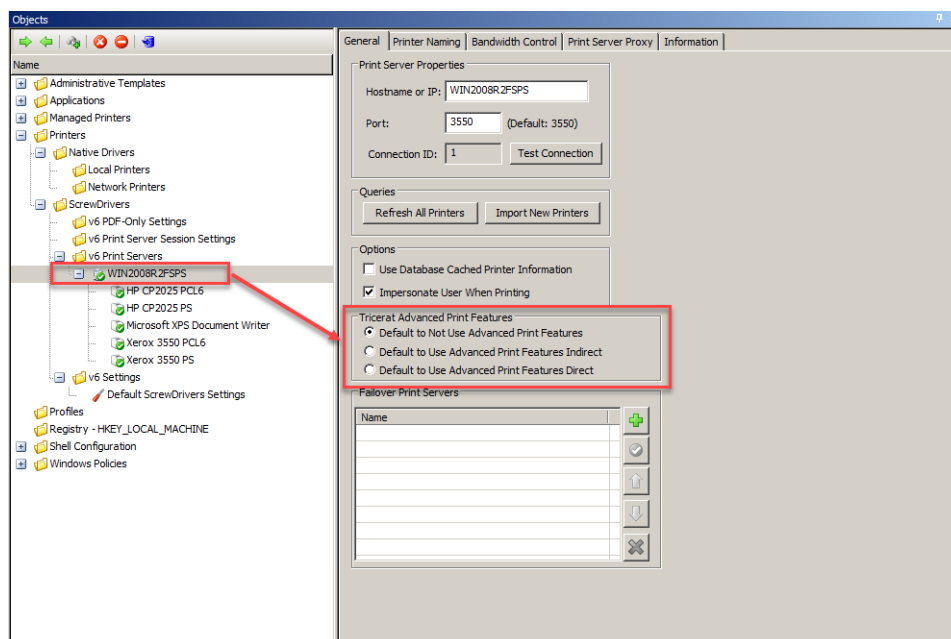 Objects
Name
Administrative Templates
Applications
Managed Printers
Printers
Native Drivers
Local Printers
Network Printers
ScrewDrivers
v6 PDF-Only Settings
v6 Print Server Session Settings
v6 Print Servers
WIN2008R2FSPS
HP CP2025 PCL6
HP CP2025 PS
Microsoft XPS Document Writer
Xerox 3550 PCL6
Xerox 3550 PS
v6 Settings
Default ScrewDrivers Settings
Profiles
Registry - HKEY_LOCAL_MACHINE
Shell Configuration
Windows Policies
General Printer Naming Bandwidth Control Print Server Proxy Information
Print Server Properties
Hostname or IP: WIN2008R2FSPS
Port: 3550 (Default: 3550)
Connection ID: 1 Test Connection
Queries
Refresh All Printers Import New Printers
Options
Use Database Cached Printer Information
Impersonate User When Printing
Tricerat Advanced Print Features
Default to Not Use Advanced Print Features
Default to Use Advanced Print Features Indirect
Default to Use Advanced Print Features Direct
Failover Print Servers
Name